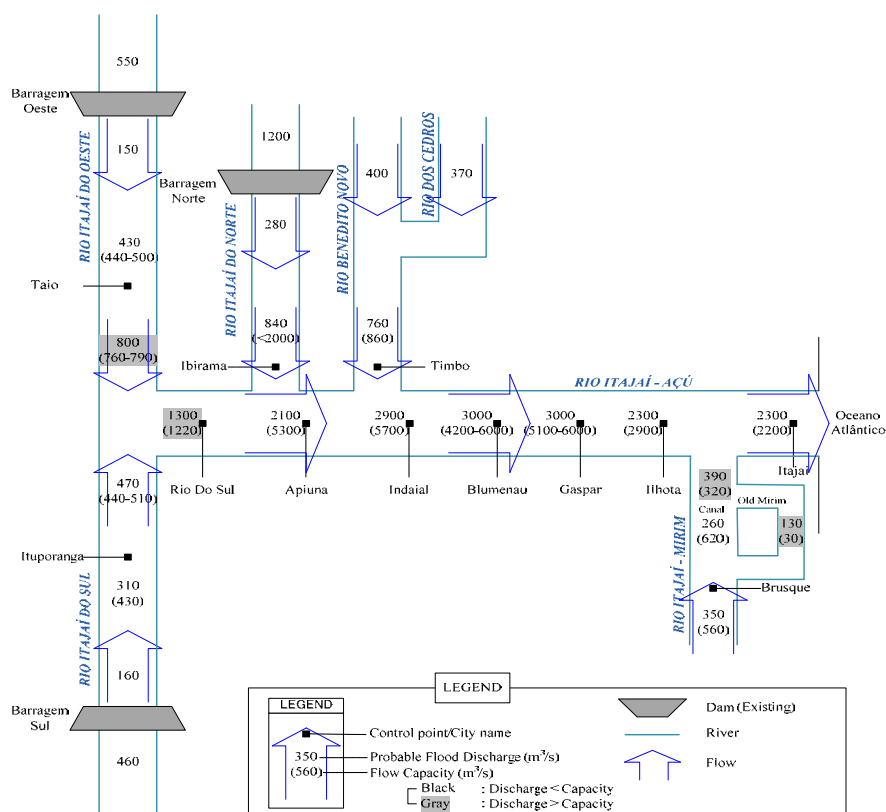 550
Barragem
Oeste
150
RIO ITAJAÍ DO OESTE
430
(440-500)
Taio
800
(760-790)
1200
Barragem
Norte
280
RIO ITAJAÍ DO NORTE
840
(<2000)
Ibirama
400
RIO BENEDITO NOVO
RIO DOS CEDROS
370
760
(860)
Timbo
RIO ITAJAÍ - AÇÚ
1300
(1220)
Rio Do Sul
2100
(5300)
Apiuna
2900
(5700)
Indaial
3000
(4200-6000)
Blumenau
3000
(5100-6000)
Gaspar
2300
(2900)
Ilhota
2300
(2200)
Itajaí
Oceano
Atlântico
470
(440-510)
Ituporanga
310
(430)
RIO ITAJAÍ DO SUL
160
Barragem
Sul
460
390
(320)
Canal
260
(620)
Old Mirim
130
(30)
Brusque
RIO ITAJAÍ - MIRIM
350
(560)
LEGEND
LEGEND
Control point/City name
350
Probable Flood Discharge (m³/s)
(560)
Flow Capacity (m³/s)
Black : Discharge < Capacity
Gray : Discharge > Capacity
Dam (Existing)
River
Flow